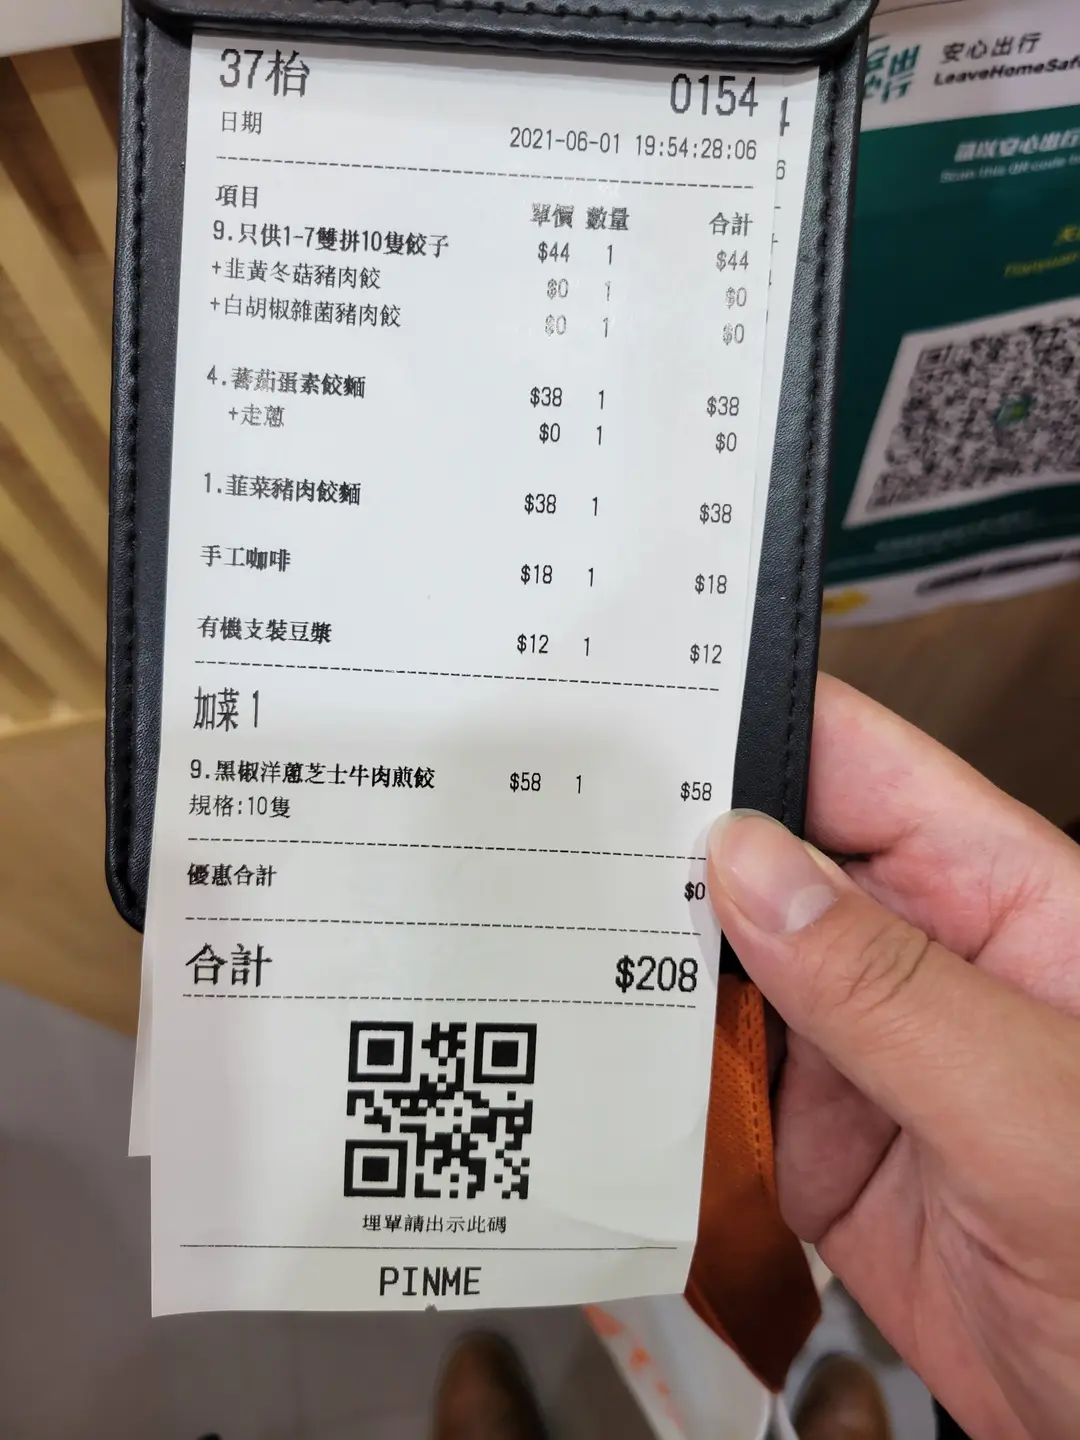 37枱 0154
日期 2021-06-01 19:54:28:06
項目 單價 數量 合計
9.只供1-7雙拼10隻餃子 $44 1 $44
+韭黃冬菇豬肉餃 $0 1 $0
+白胡椒雜菌豬肉餃 $0 1 $0
4.蕃茄蛋素餃麵 $38 1 $38
+走蔥 $0 1 $0
1.韮菜豬肉餃麵 $38 1 $38
手工咖啡 $18 1 $18
有機支裝豆漿 $12 1 $12
加菜 1
9.黑椒洋蔥芝士牛肉煎餃 $58 1 $58
規格:10隻
優惠合計 $0
合計 $208
埋單請出示此碼
PINME
安心出行
LeaveHomeSafe